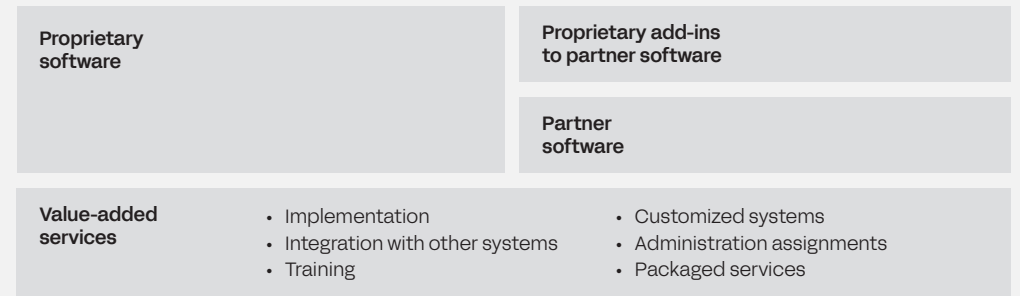 Proprietary
software
Proprietary add-ins
to partner software
Partner
software
Value-added
services
• Implementation
• Integration with other systems
• Training
• Customized systems
• Administration assignments
• Packaged services